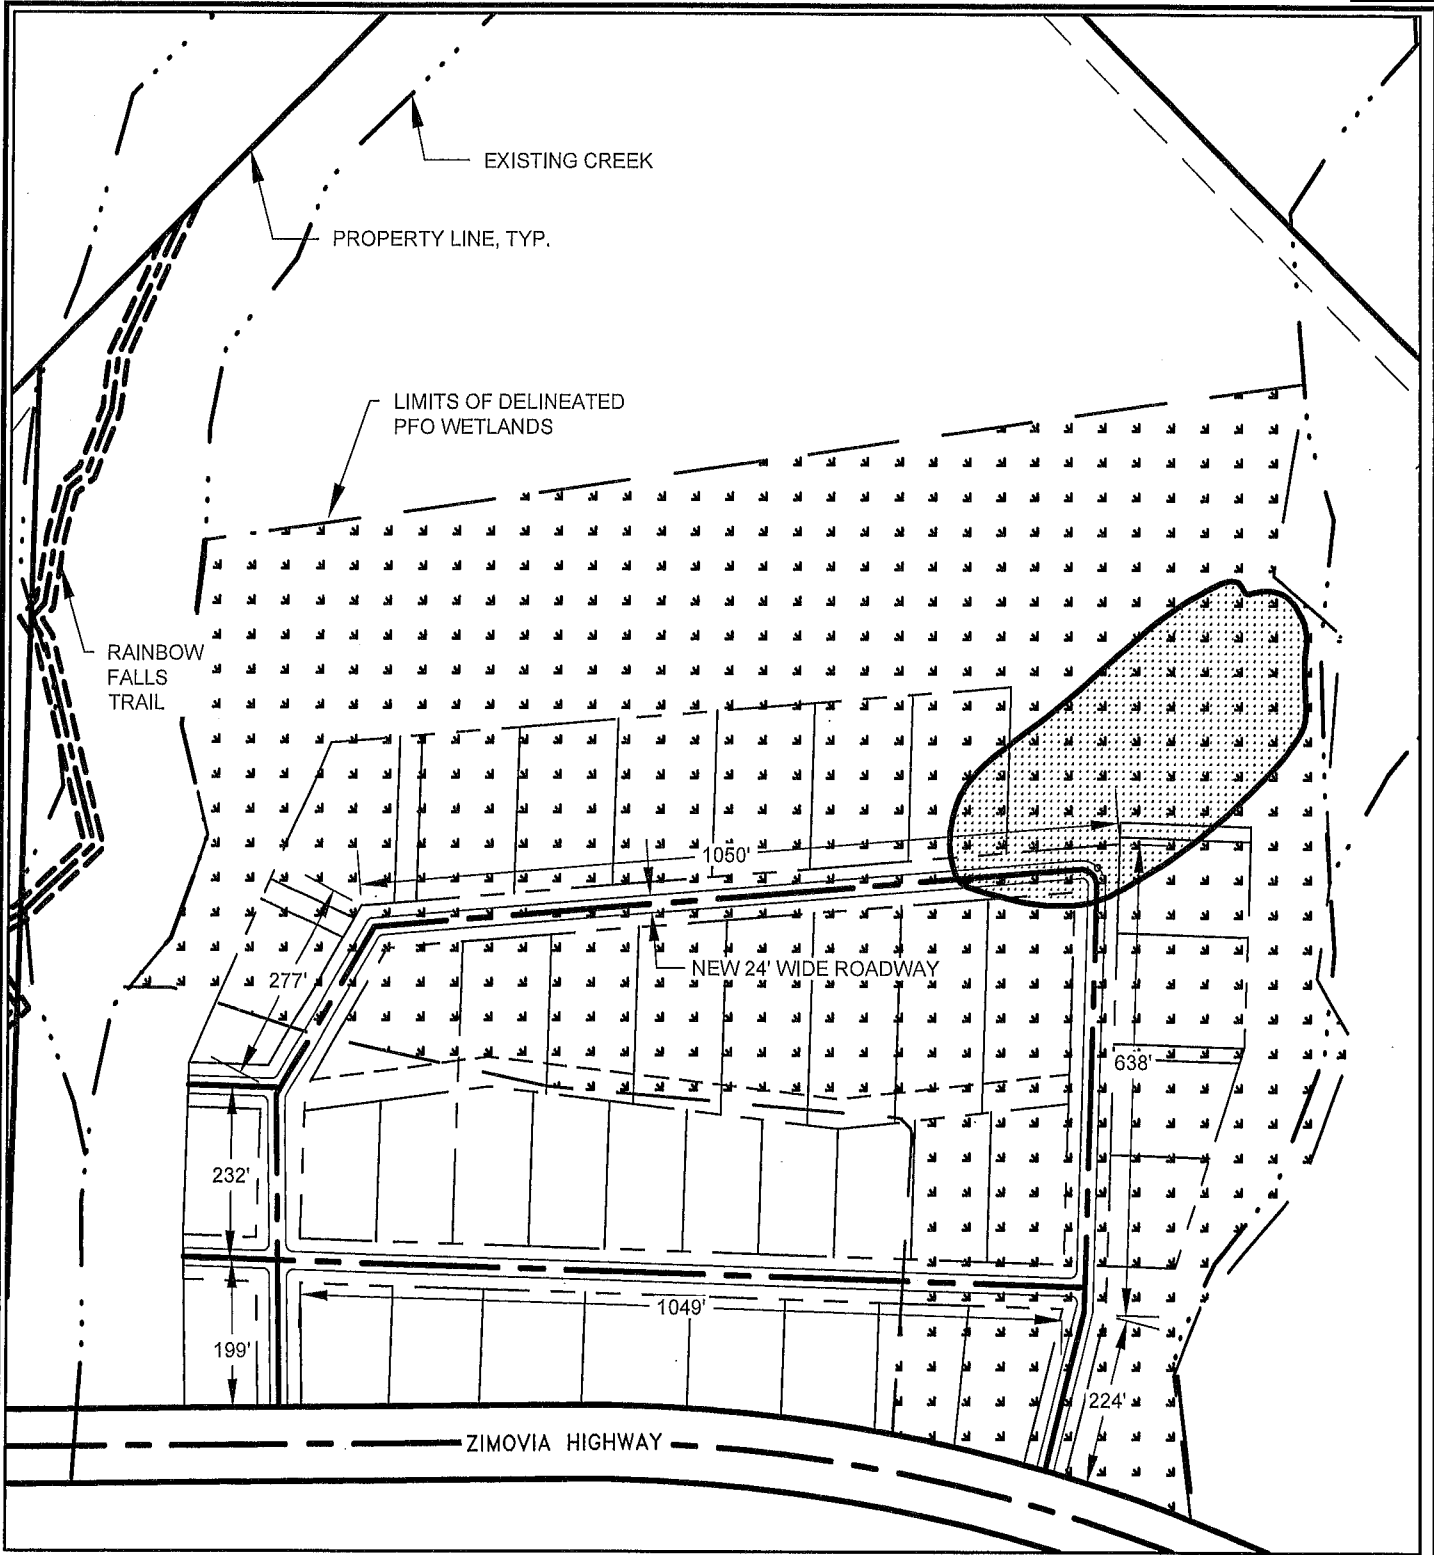 EXISTING CREEK
PROPERTY LINE, TYP.
LIMITS OF DELINEATED
PFO WETLANDS
RAINBOW
FALLS
TRAIL
1050'
NEW 24' WIDE ROADWAY
277'
638'
232'
1049'
199'
224'
ZIMOVIA HIGHWAY